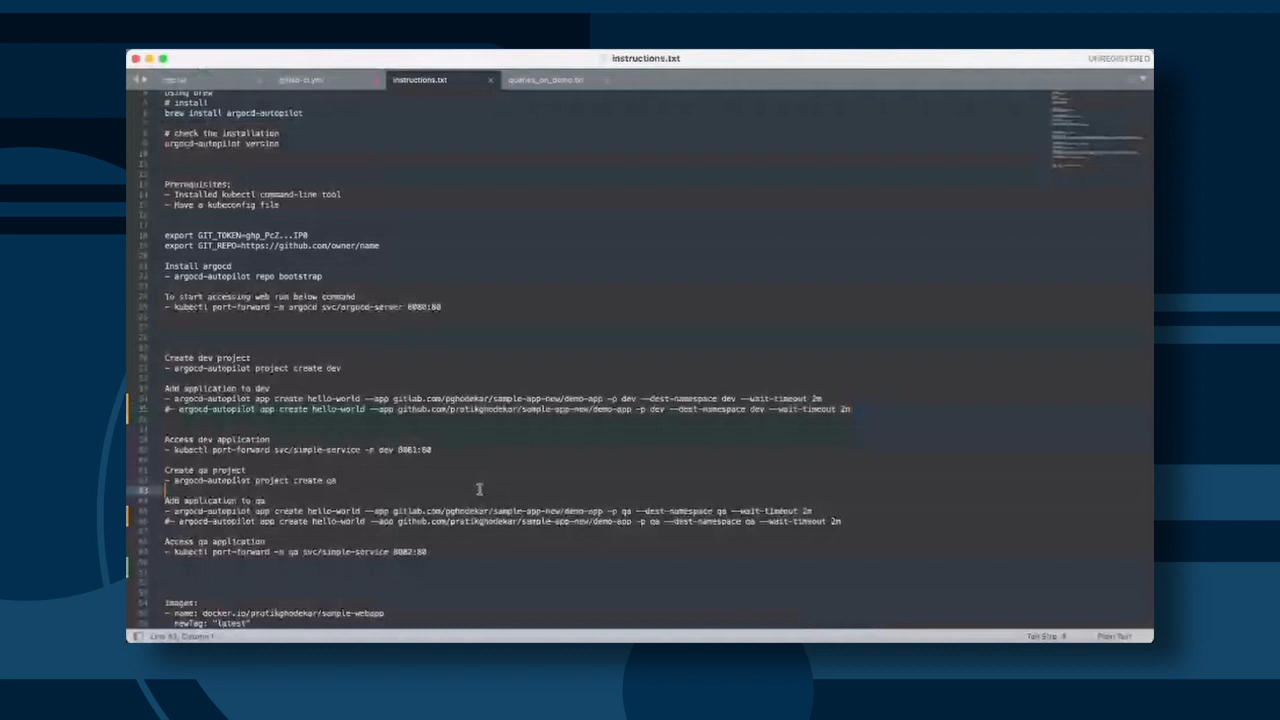 instructions.txt
UNREGISTERED
instructions.txt
queries_on_demo.txt
using brew
# install
brew install argocd-autopilot
# check the installation
argocd-autopilot version
Prerequisites:
- Installed kubectl command-line tool
- Have a kubeconfig file
export GIT_TOKEN=ghp_PcZ...IP0
export GIT_REPO=https://github.com/owner/name
Install argocd
- argocd-autopilot repo bootstrap
To start accessing web run below command
- kubectl port-forward -n argocd svc/argocd-server 8080:80
Create dev project
- argocd-autopilot project create dev
Add application to dev
- argocd-autopilot app create hello-world --app gitlab.com/pghodekar/sample-app-new/demo-app -p dev --dest-namespace dev --wait-timeout 2m
#- argocd-autopilot app create hello-world --app github.com/pratikghodekar/sample-app-new/demo-app -p dev --dest-namespace dev --wait-timeout 2m
Access dev application
- kubectl port-forward svc/simple-service -n dev 8081:80
Create qa project
- argocd-autopilot project create qa
Add application to qa
- argocd-autopilot app create hello-world --app gitlab.com/pghodekar/sample-app-new/demo-app -p qa --dest-namespace qa --wait-timeout 2m
#- argocd-autopilot app create hello-world --app github.com/pratikghodekar/sample-app-new/demo-app -p qa --dest-namespace qa --wait-timeout 2m
Access qa application
- kubectl port-forward -n qa svc/simple-service 8082:80
images:
- name: docker.io/pratikghodekar/sample-webapp
newTag: "latest"
Column 1
Plain Text